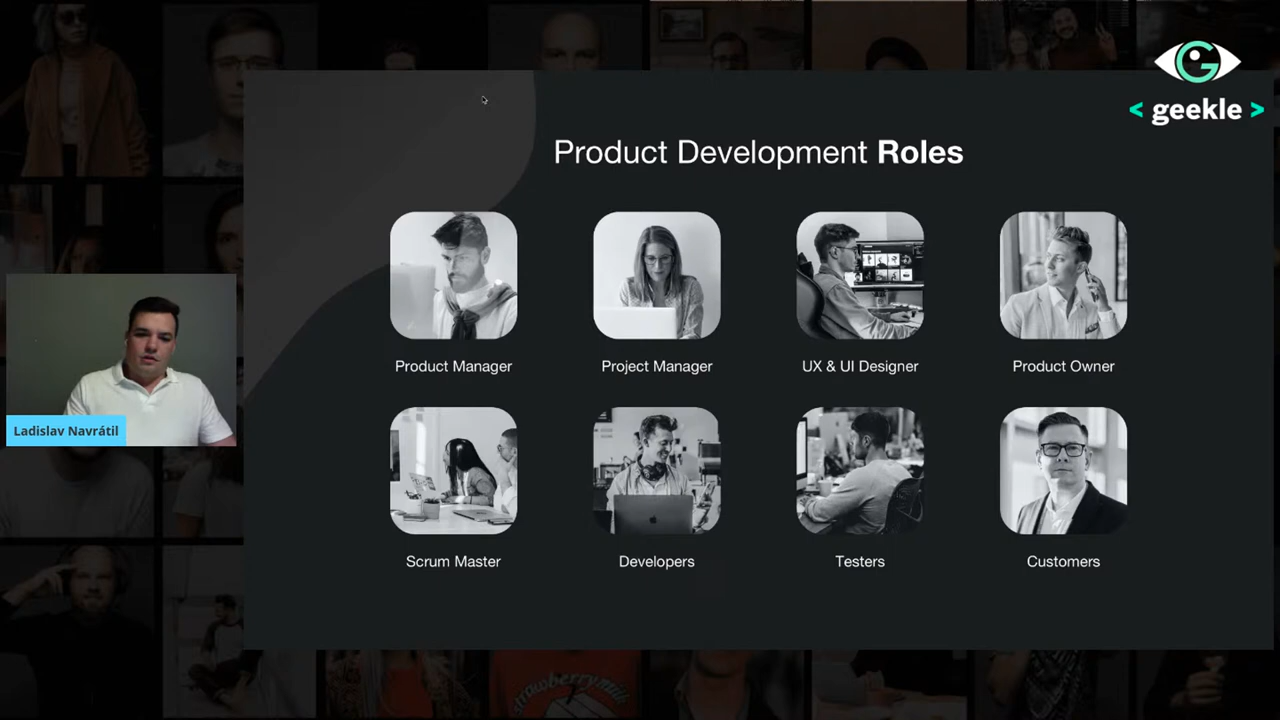 < geekle >
Product Development Roles
Product Manager
Project Manager
UX & UI Designer
Product Owner
Ladislav Navrátil
Scrum Master
Developers
Testers
Customers